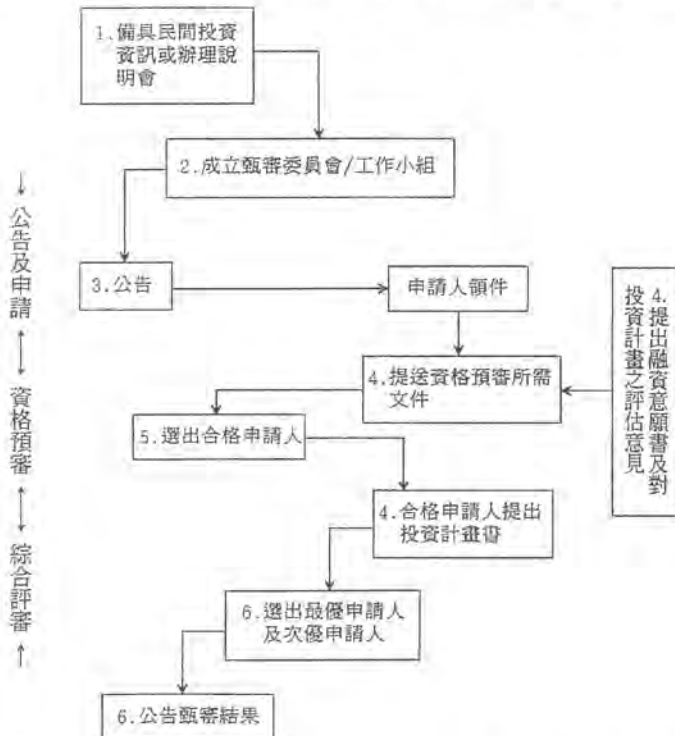 1.備具民間投資
資訊或辦理說
明會
2.成立甄審委員會/工作小組
3.公告
申請人領件
4.提送資格預審所需
文件
4.提出融資意願書及對
投資計畫之評估意見
5.選出合格申請人
4.合格申請人提出
投資計畫書
6.選出最優申請人
及次優申請人
6.公告甄審結果
↓公告及申請←→資格預審←→綜合評審↑